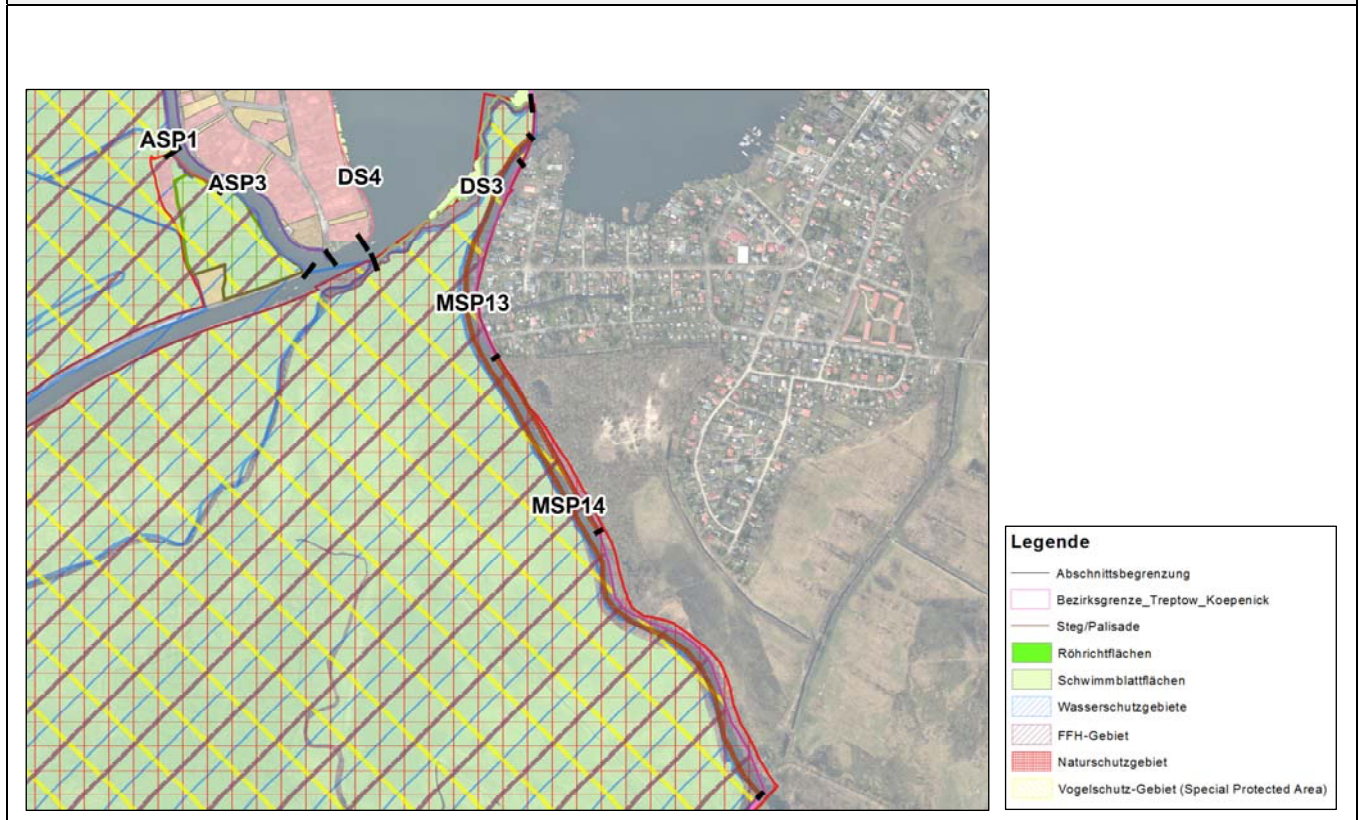 ASP1
ASP3
DS4
DS3
MSP13
MSP14
Legende
Abschnittsbegrenzung
Bezirksgrenze_Treptow_Koepenick
Steg/Palisade
Röhrichtflächen
Schwimmblattflächen
Wasserschutzgebiete
FFH-Gebiet
Naturschutzgebiet
Vogelschutz-Gebiet (Special Protected Area)